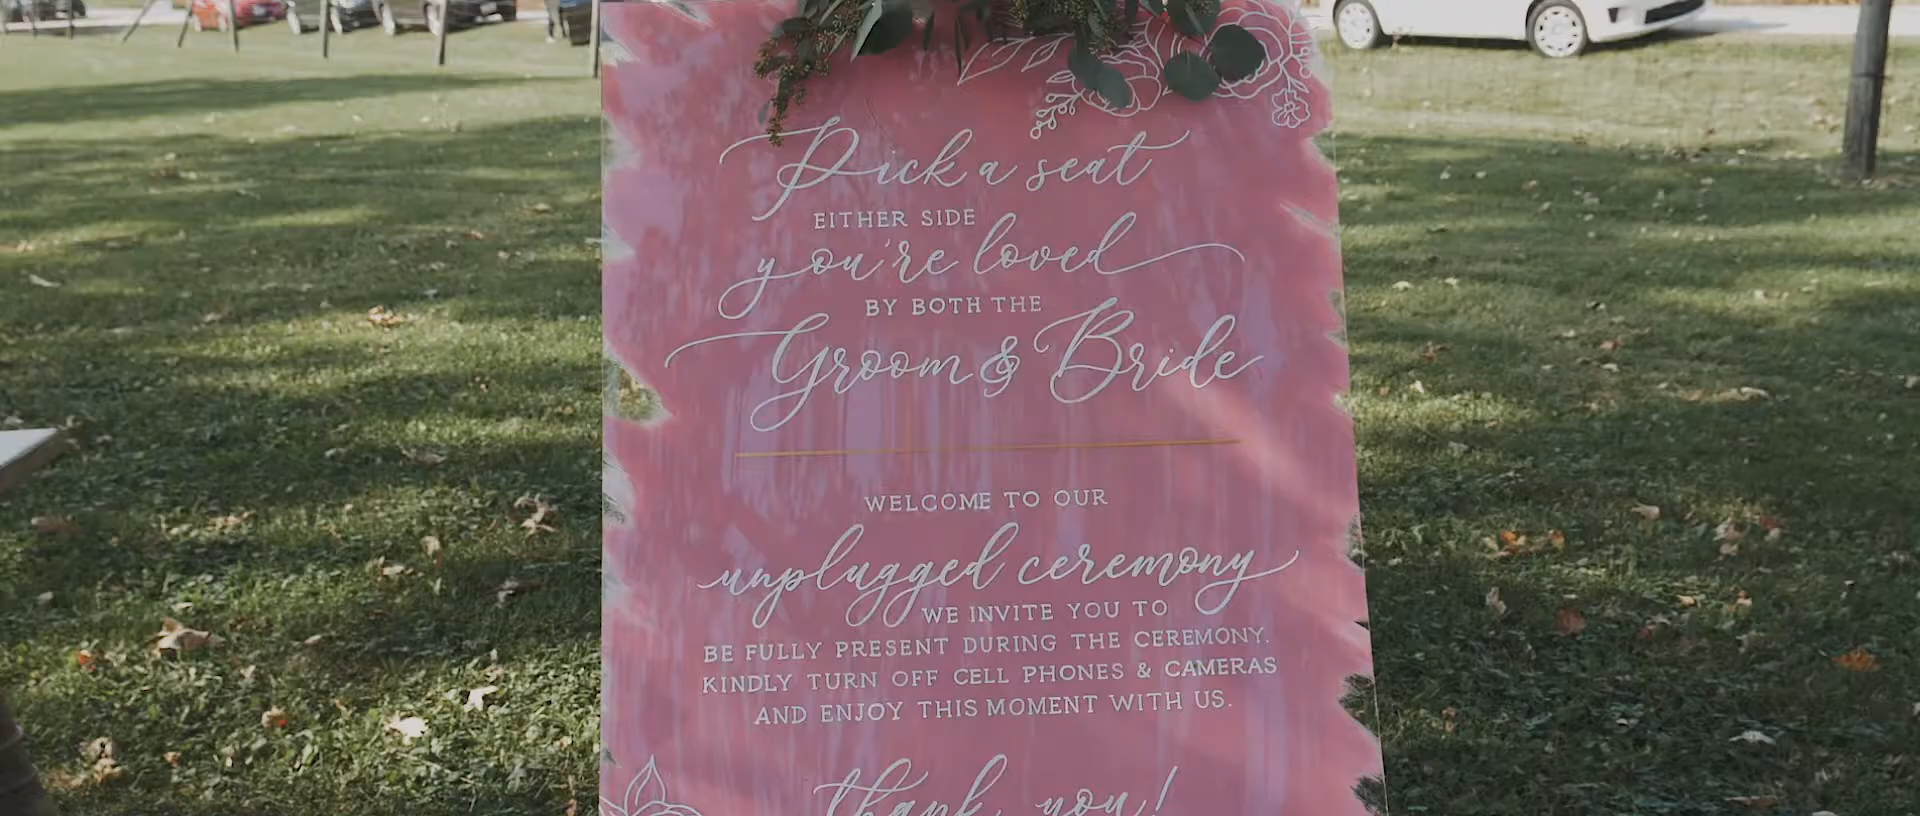 Pick a seat
EITHER SIDE
you're loved
BY BOTH THE
Groom & Bride
WELCOME TO OUR
unplugged ceremony
WE INVITE YOU TO
BE FULLY PRESENT DURING THE CEREMONY.
KINDLY TURN OFF CELL PHONES & CAMERAS
AND ENJOY THIS MOMENT WITH US.
thank you!